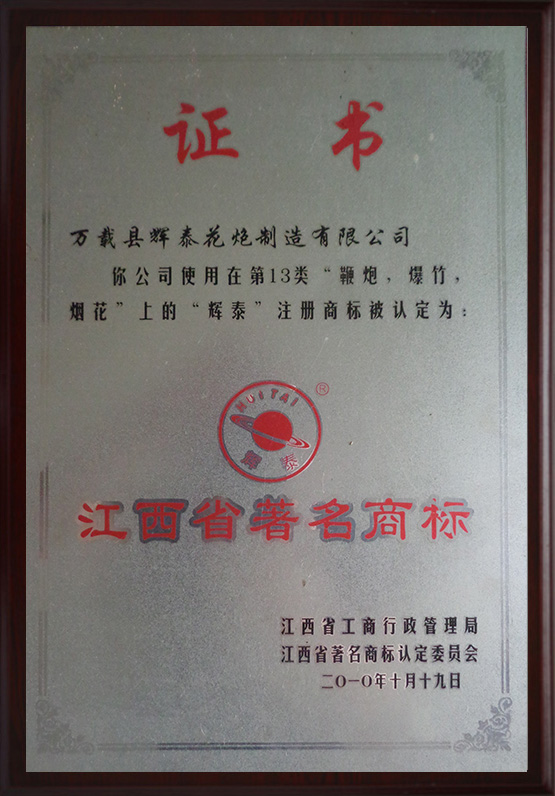 证 书
万载县辉泰花炮制造有限公司
你公司使用在第13类“鞭炮，爆竹，
烟花”上的“辉泰”注册商标被认定为：
HUI TAI
®
辉 泰
江西省著名商标
江西省工商行政管理局
江西省著名商标认定委员会
二○一○年十月十九日